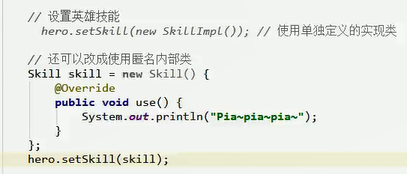 // 设置英雄技能
hero.setSkill(new SkillImpl()); // 使用单独定义的实现类
// 还可以改成使用匿名内部类
Skill skill = new Skill() {
@Override
public void use() {
System.out.println("Pia~pia~pia~");
}
};
hero.setSkill(skill);